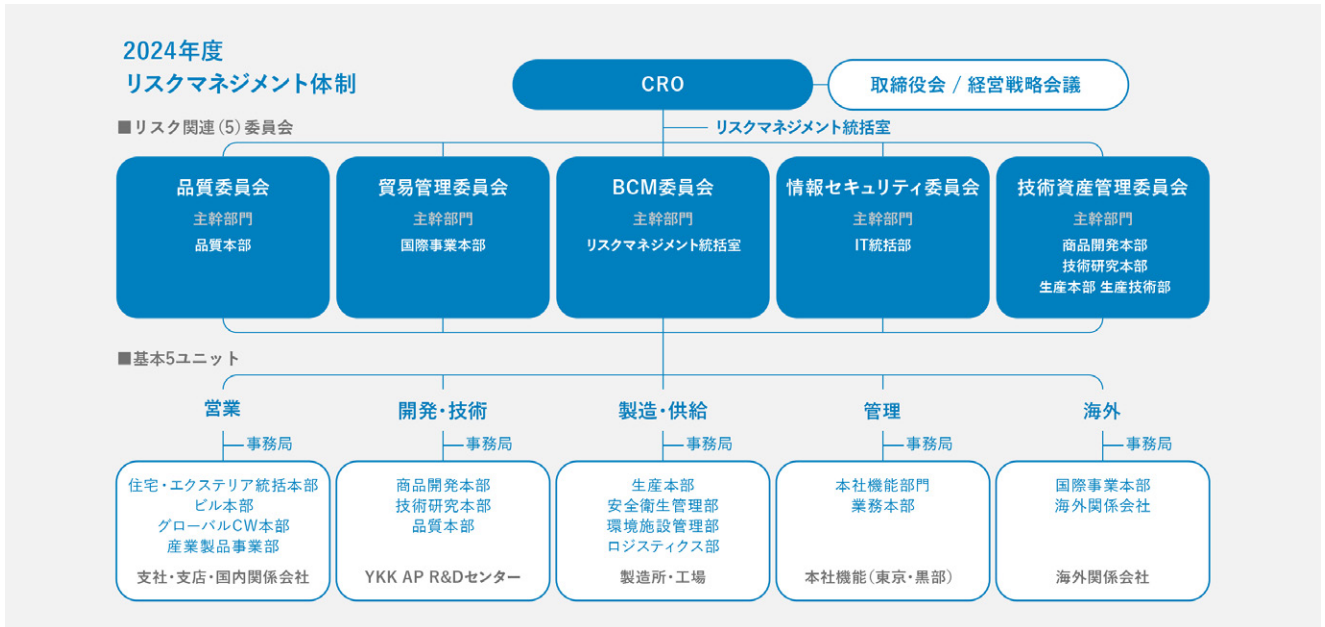 2024年度
リスクマネジメント体制
CRO
取締役会 / 経営戦略会議
■リスク関連(5)委員会
リスクマネジメント統括室
品質委員会
主幹部門
品質本部
貿易管理委員会
主幹部門
国際事業本部
BCM委員会
主幹部門
リスクマネジメント統括室
情報セキュリティ委員会
主幹部門
IT統括部
技術資産管理委員会
主幹部門
商品開発本部
技術研究本部
生産本部 生産技術部
■基本5ユニット
営業
事務局
住宅・エクステリア統括本部
ビル本部
グローバルCW本部
産業製品事業部
支社・支店・国内関係会社
開発・技術
事務局
商品開発本部
技術研究本部
品質本部
YKK AP R&Dセンター
製造・供給
事務局
生産本部
安全衛生管理部
環境施設管理部
ロジスティクス部
製造所・工場
管理
事務局
本社機能部門
業務本部
本社機能(東京・黒部)
海外
事務局
国際事業本部
海外関係会社
海外関係会社